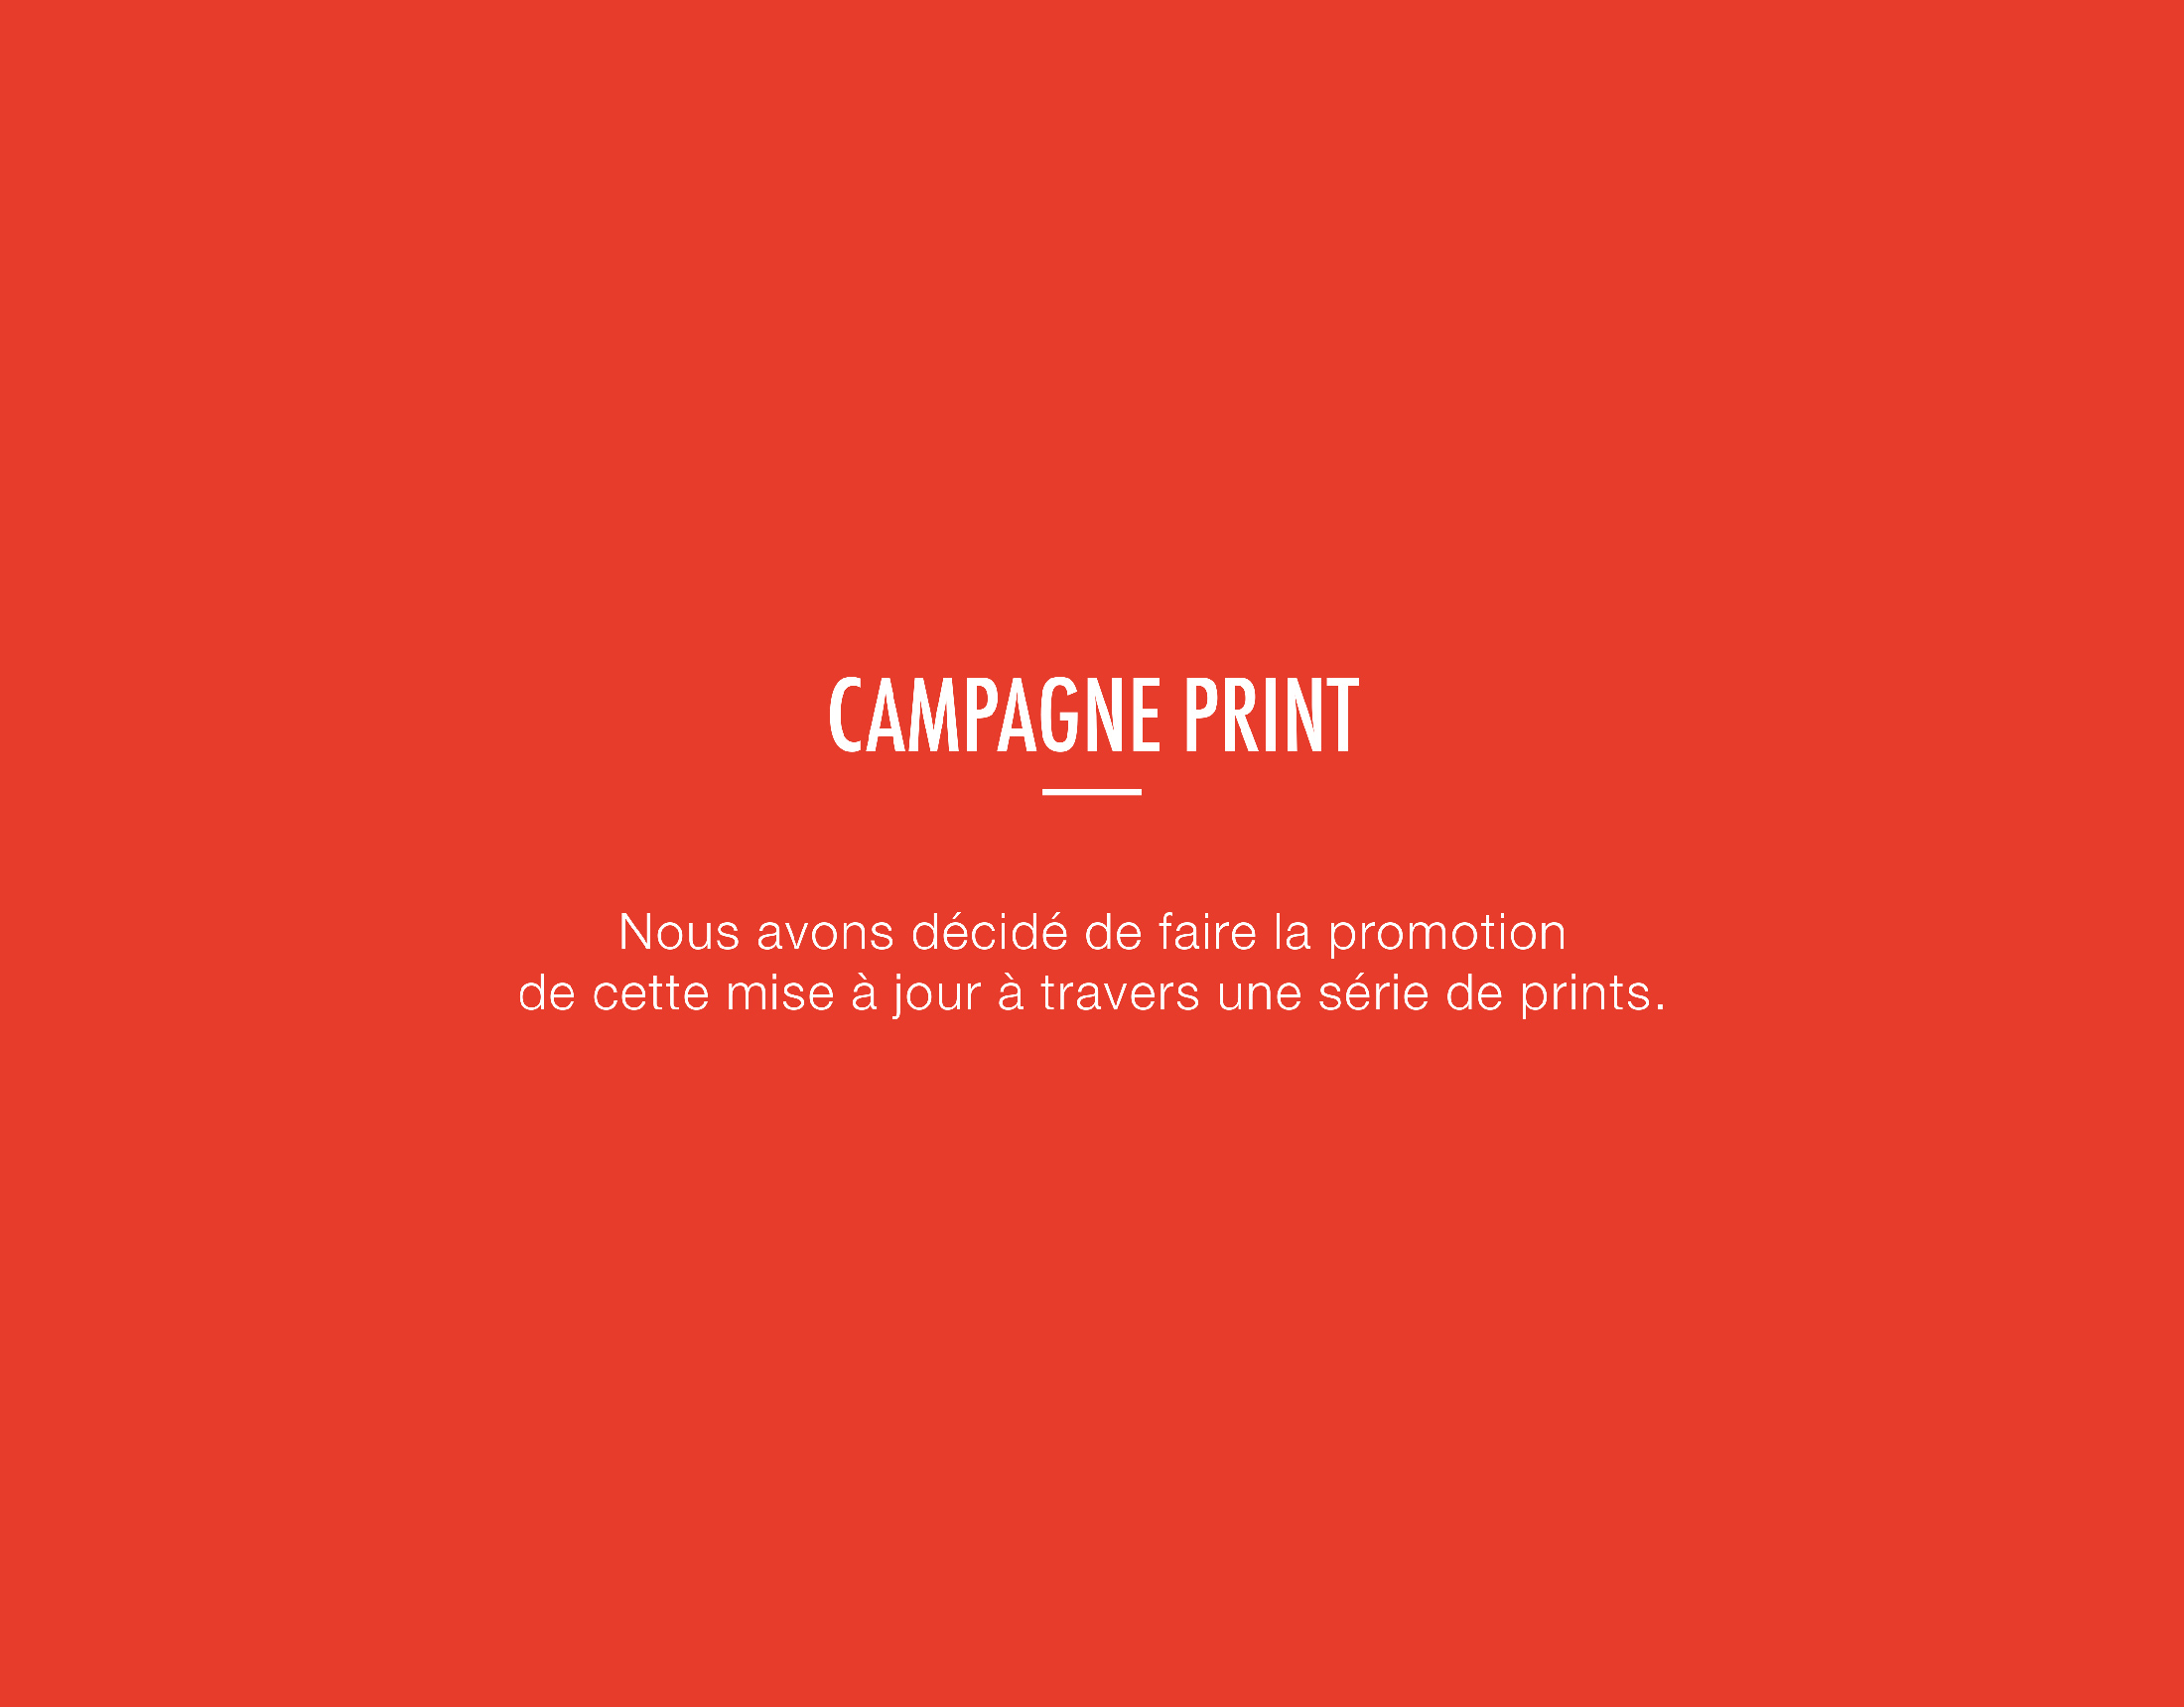 CAMPAGNE PRINT
Nous avons décidé de faire la promotion
de cette mise à jour à travers une série de prints.